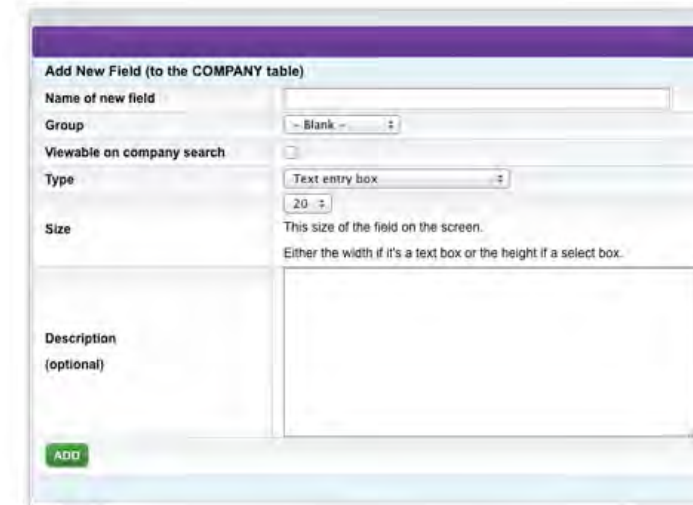 Add New Field (to the COMPANY table)
Name of new field
Group
- Blank -
Viewable on company search
Type
Text entry box
20
Size
This size of the field on the screen.
Either the width if it's a text box or the height if a select box.
Description
(optional)
ADD